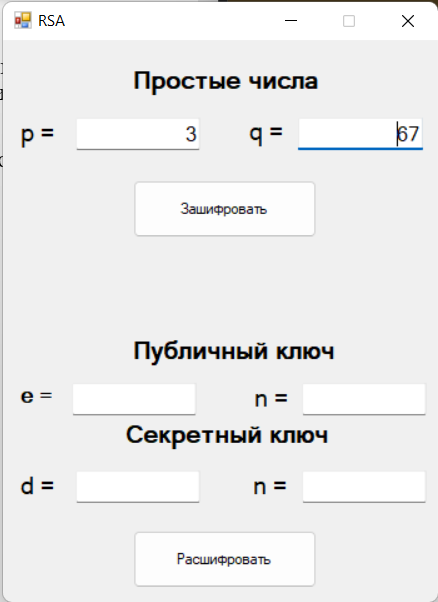 RSA
Простые числа
p = 3 q = 67
Зашифровать
Публичный ключ
e = n =
Секретный ключ
d = n =
Расшифровать